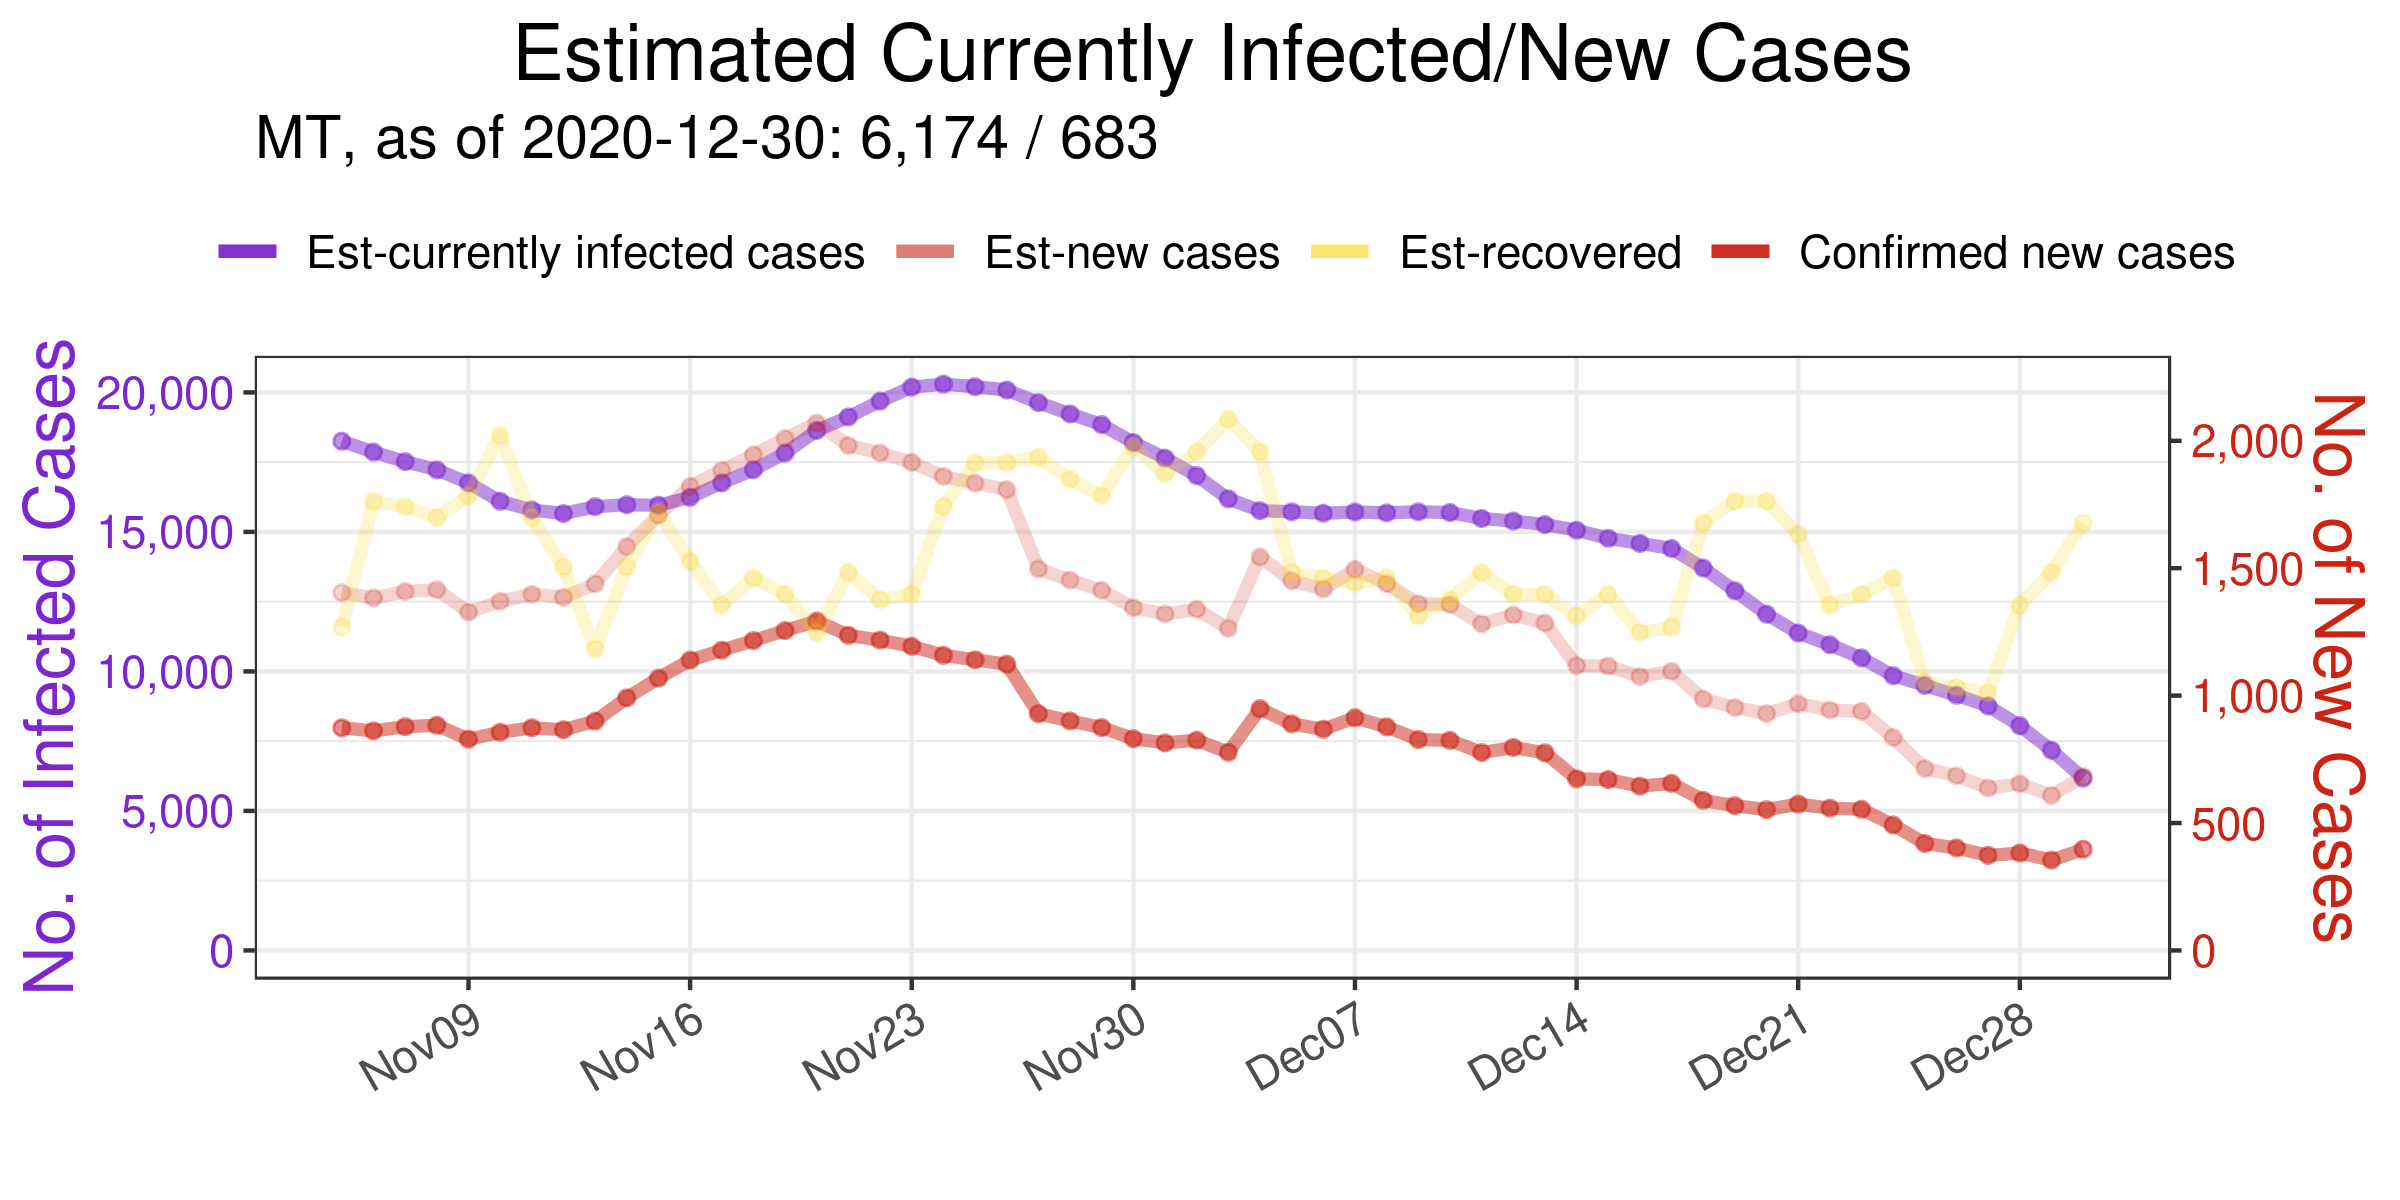 Estimated Currently Infected/New Cases
MT, as of 2020-12-30: 6,174 / 683
Est-currently infected cases Est-new cases Est-recovered Confirmed new cases
No. of Infected Cases
20,000
15,000
10,000
5,000
0
2,000
1,500
1,000
500
0
No. of New Cases
Nov09 Nov16 Nov23 Nov30 Dec07 Dec14 Dec21 Dec28